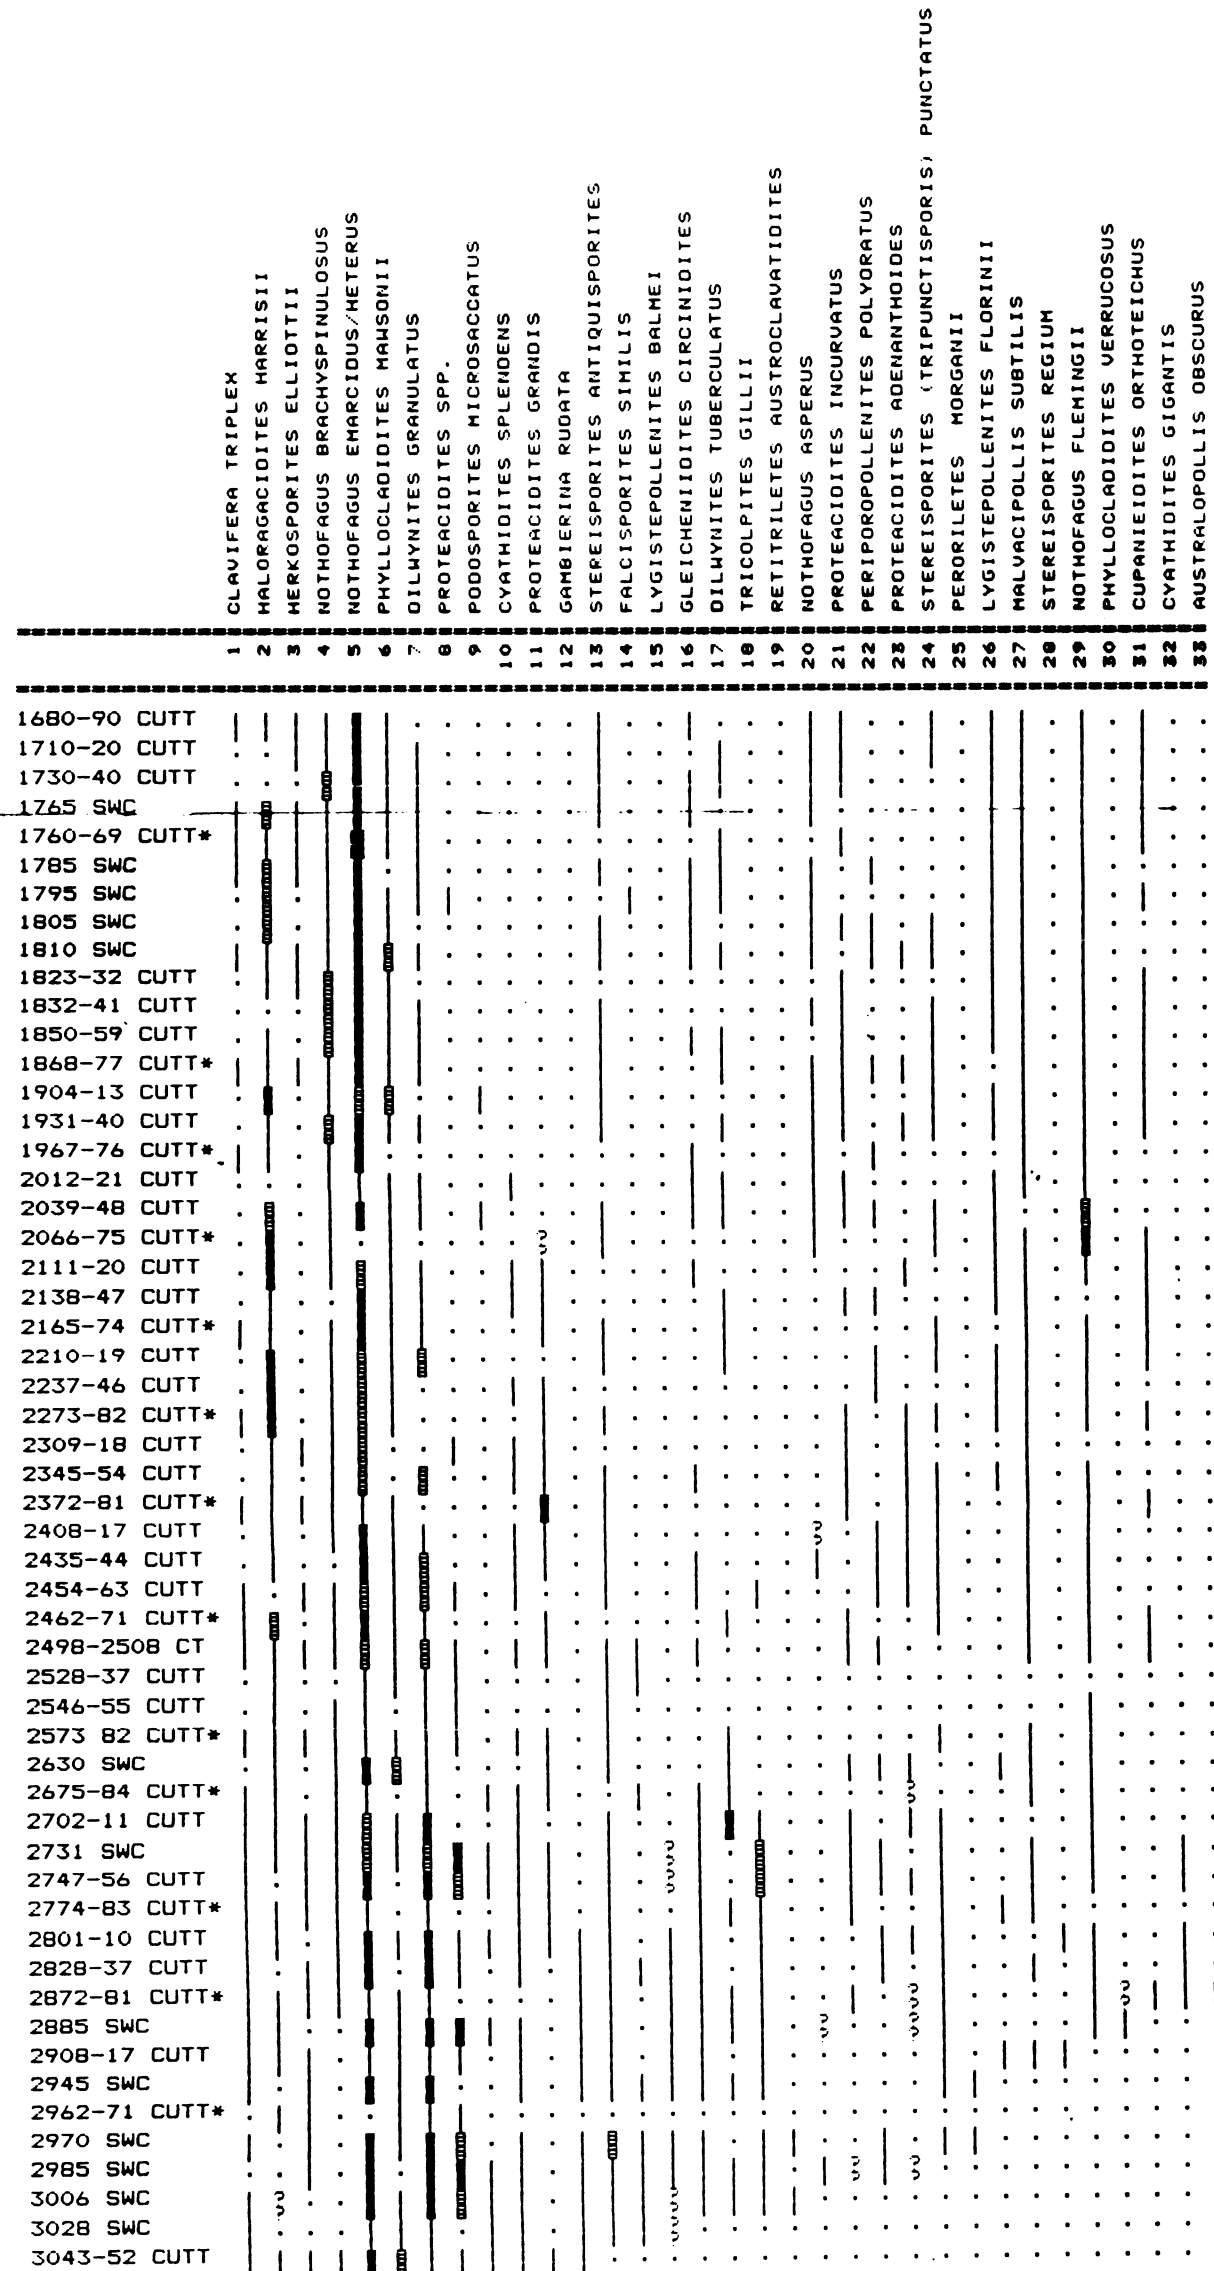 CLAVIFERA TRIPLEX
HALORAGACIDITES HARRISII
HERKOSPORITES ELLIOTTII
NOTHOFAGUS BRACHYSPINULOSUS
NOTHOFAGUS EMARCIDUS/HETERUS
PHYLLOCLADIDITES MAWSONII
DILWYNITES GRANULATUS
PROTEACIDITES SPP.
PODOSPORITES MICROSACCATUS
CYATHIDITES SPLENDENS
PROTEACIDITES GRANDIS
GAMBIERINA RUDATA
STEREISPORITES ANTIQUISPORITES
FALCISPORITES SIMILIS
LYGISTEPOLLENITES BALMEI
GLEICHENIIDITES CIRCINIDITES
DILWYNITES TUBERCULATUS
TRICOLPITES GILLII
RETITRILETES AUSTROCLAVATIDITES
NOTHOFAGUS ASPERUS
PROTEACIDITES INCURVATUS
PERIPOROPOLLENITES POLYORATUS
PROTEACIDITES ADENANTHOIDES
STEREISPORITES (TRIPUNCTISPORIS) PUNCTATUS
PERORILETES MORGANII
LYGISTEPOLLENITES FLORINII
MALVACIPOLLIS SUBTILIS
STEREISPORITES REGIUM
NOTHOFAGUS FLEMINGII
PHYLLOCLADIDITES VERRUCOSUS
CUPANIEIDITES ORTHOTEICHUS
CYATHIDITES GIGANTIS
AUSTRALOPOLLIS OBSCURUS
1 2 3 4 5 6 7 8 9 10 11 12 13 14 15 16 17 18 19 20 21 22 23 24 25 26 27 28 29 30 31 32 33
1680-90 CUTT
1710-20 CUTT
1730-40 CUTT
1765 SWC
1760-69 CUTT*
1785 SWC
1795 SWC
1805 SWC
1810 SWC
1823-32 CUTT
1832-41 CUTT
1850-59 CUTT
1868-77 CUTT*
1904-13 CUTT
1931-40 CUTT
1967-76 CUTT*
2012-21 CUTT
2039-48 CUTT
2066-75 CUTT*
2111-20 CUTT
2138-47 CUTT
2165-74 CUTT*
2210-19 CUTT
2237-46 CUTT
2273-82 CUTT*
2309-18 CUTT
2345-54 CUTT
2372-81 CUTT*
2408-17 CUTT
2435-44 CUTT
2454-63 CUTT
2462-71 CUTT*
2498-2508 CT
2528-37 CUTT
2546-55 CUTT
2573 82 CUTT*
2630 SWC
2675-84 CUTT*
2702-11 CUTT
2731 SWC
2747-56 CUTT
2774-83 CUTT*
2801-10 CUTT
2828-37 CUTT
2872-81 CUTT*
2885 SWC
2908-17 CUTT
2945 SWC
2962-71 CUTT*
2970 SWC
2985 SWC
3006 SWC
3028 SWC
3043-52 CUTT